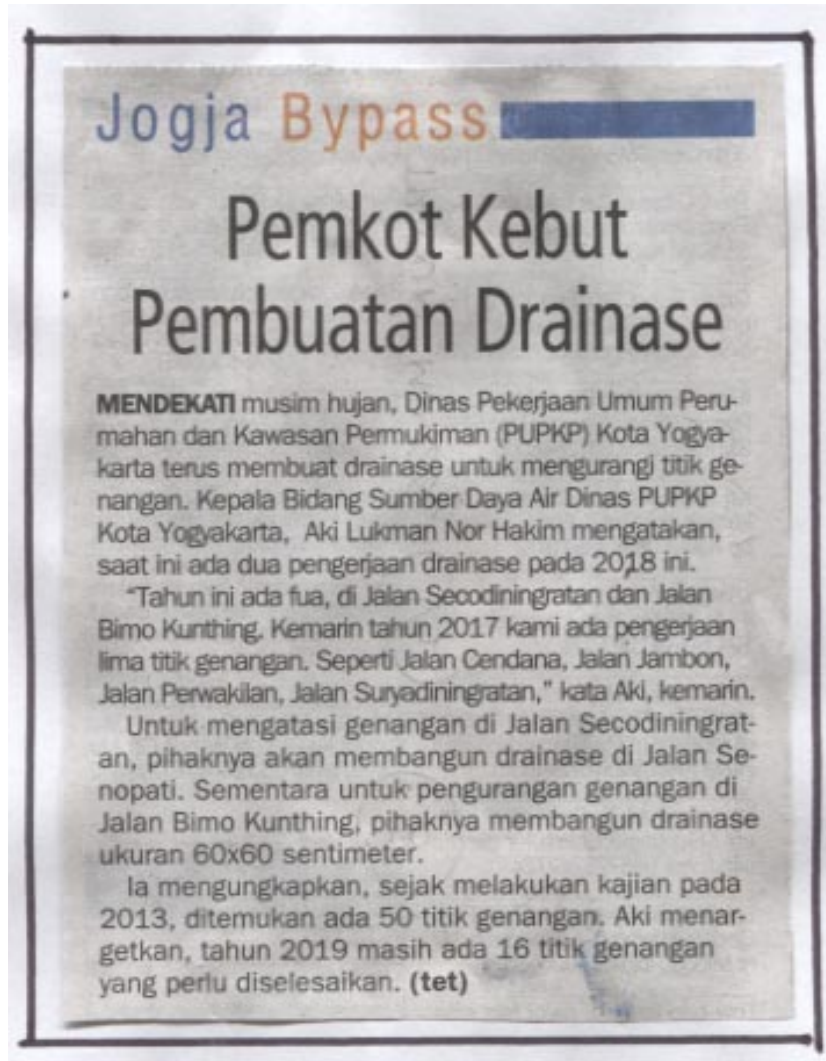 Jogja Bypass
Pemkot Kebut
Pembuatan Drainase
MENDEKATI musim hujan, Dinas Pekerjaan Umum Peru-
mahan dan Kawasan Permukiman (PUPKP) Kota Yogya-
karta terus membuat drainase untuk mengurangi titik ge-
nangan. Kepala Bidang Sumber Daya Air Dinas PUPKP
Kota Yogyakarta, Aki Lukman Nor Hakim mengatakan,
saat ini ada dua pengerjaan drainase pada 2018 ini.
"Tahun ini ada fua, di Jalan Secodiningratan dan Jalan
Bimo Kunthing. Kemarin tahun 2017 kami ada pengerjaan
lima titik genangan. Seperti Jalan Cendana, Jalan Jambon,
Jalan Perwakilan, Jalan Suryadiningratan," kata Aki, kemarin.
Untuk mengatasi genangan di Jalan Secodiningrat-
an, pihaknya akan membangun drainase di Jalan Se-
nopati. Sementara untuk pengurangan genangan di
Jalan Bimo Kunthing, pihaknya membangun drainase
ukuran 60x60 sentimeter.
Ia mengungkapkan, sejak melakukan kajian pada
2013, ditemukan ada 50 titik genangan. Aki menar-
getkan, tahun 2019 masih ada 16 titik genangan
yang perlu diselesaikan. (tet)